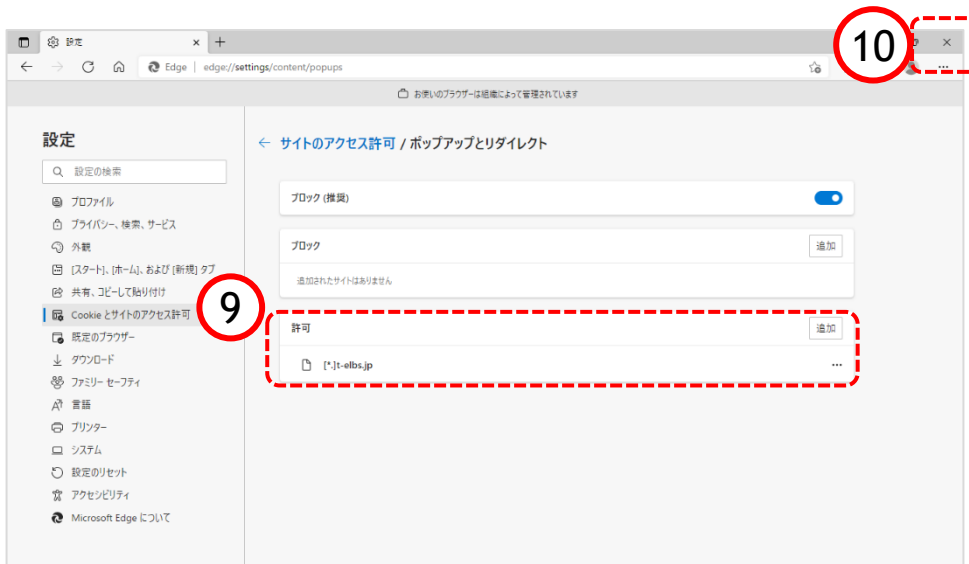 設定
10
Edge | edge://settings/content/popups
お使いのブラウザーは組織によって管理されています
設定
設定の検索
プロファイル
プライバシー、検索、サービス
外観
[スタート]、[ホーム]、および [新規] タブ
共有、コピーして貼り付け
Cookie とサイトのアクセス許可
既定のブラウザー
ダウンロード
ファミリー セーフティ
言語
プリンター
システム
設定のリセット
アクセシビリティ
Microsoft Edge について
9
サイトのアクセス許可 / ポップアップとリダイレクト
ブロック (推奨)
ブロック
追加
追加されたサイトはありません
許可
追加
[*.]t-elbs.jp